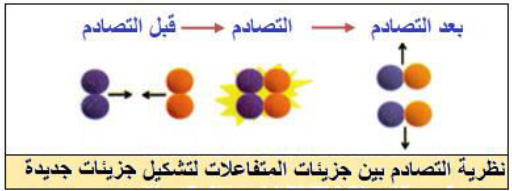 قبل التصادم التصادم بعد التصادم
نظرية التصادم بين جزيئات المتفاعلات لتشكيل جزيئات جديدة